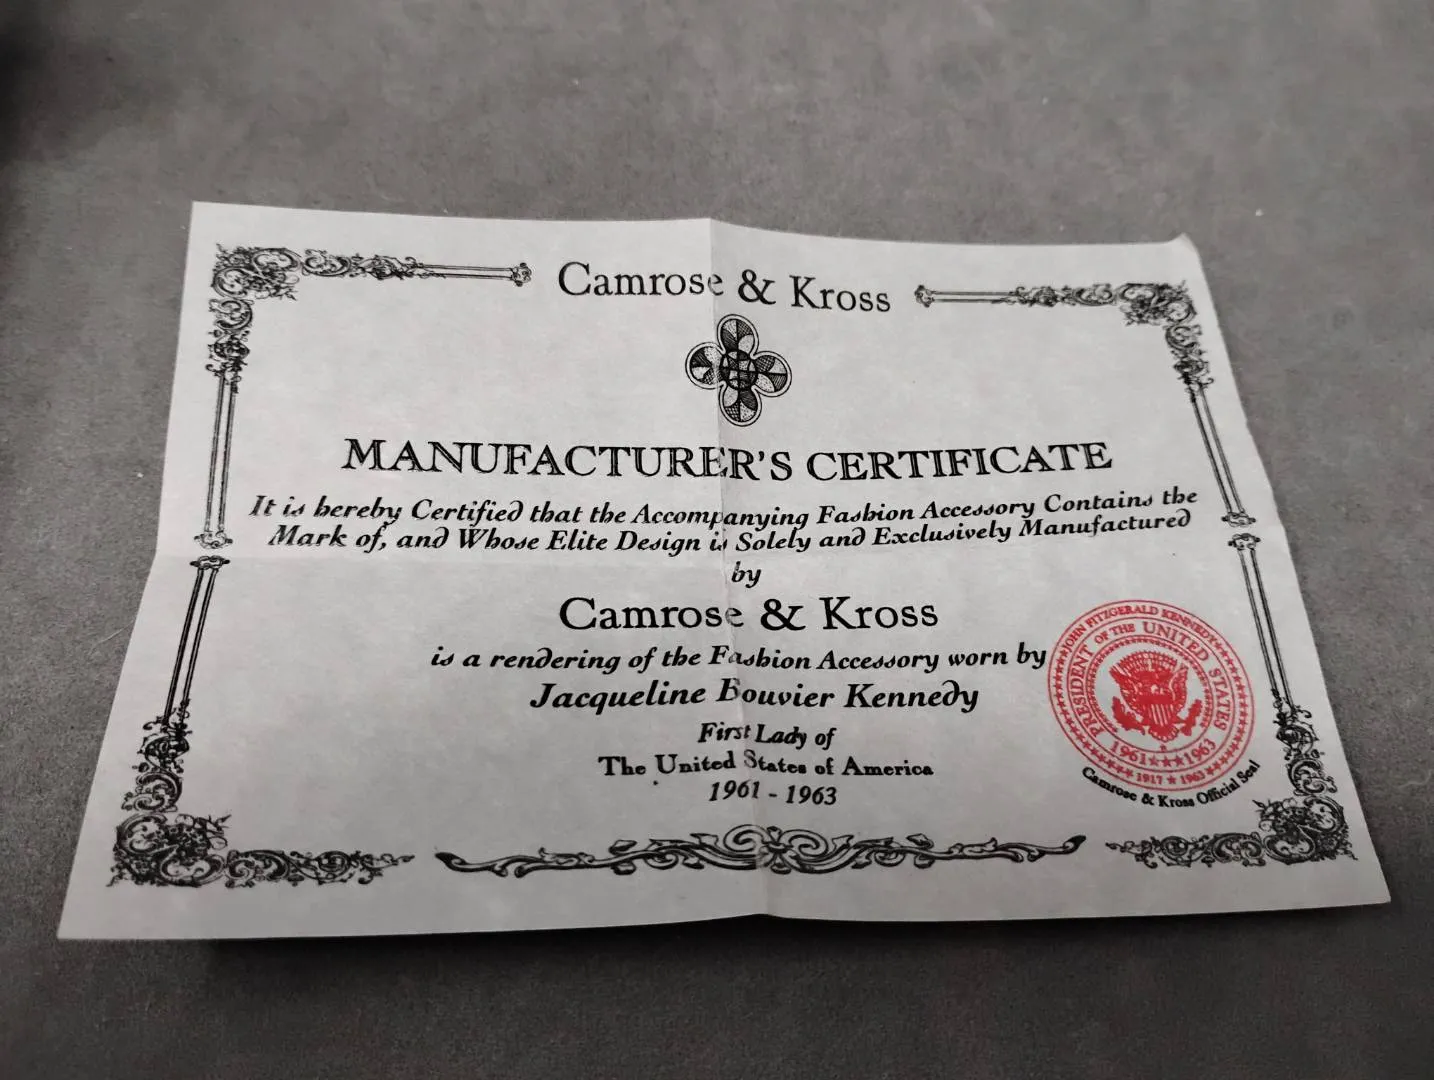 Camrose & Kross
MANUFACTURER'S CERTIFICATE
It is hereby Certified that the Accompanying Fashion Accessory Contains the
Mark of, and Whose Elite Design is Solely and Exclusively Manufactured
by
Camrose & Kross
is a rendering of the Fashion Accessory worn by
Jacqueline Bouvier Kennedy
First Lady of
The United States of America
1961 - 1963
JOHN FITZGERALD KENNEDY
PRESIDENT OF THE UNITED STATES
1961★★★1963
1917 ★ 1963
Camrose & Kross Official Seal